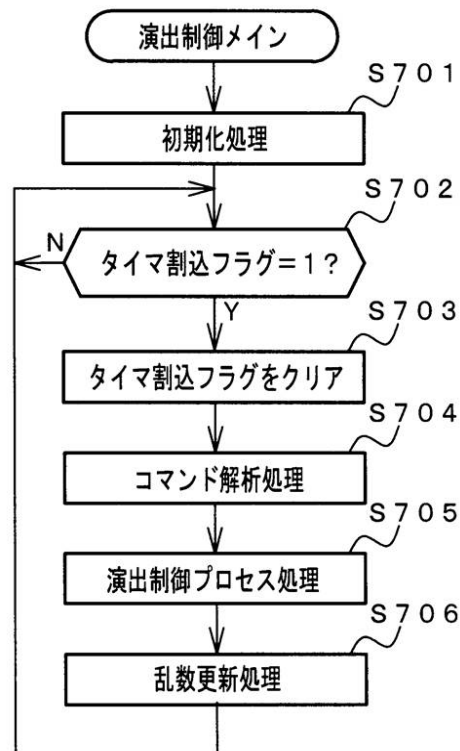 演出制御メイン
S701
初期化処理
S702
N
タイマ割込フラグ=1?
Y
S703
タイマ割込フラグをクリア
S704
コマンド解析処理
S705
演出制御プロセス処理
S706
乱数更新処理